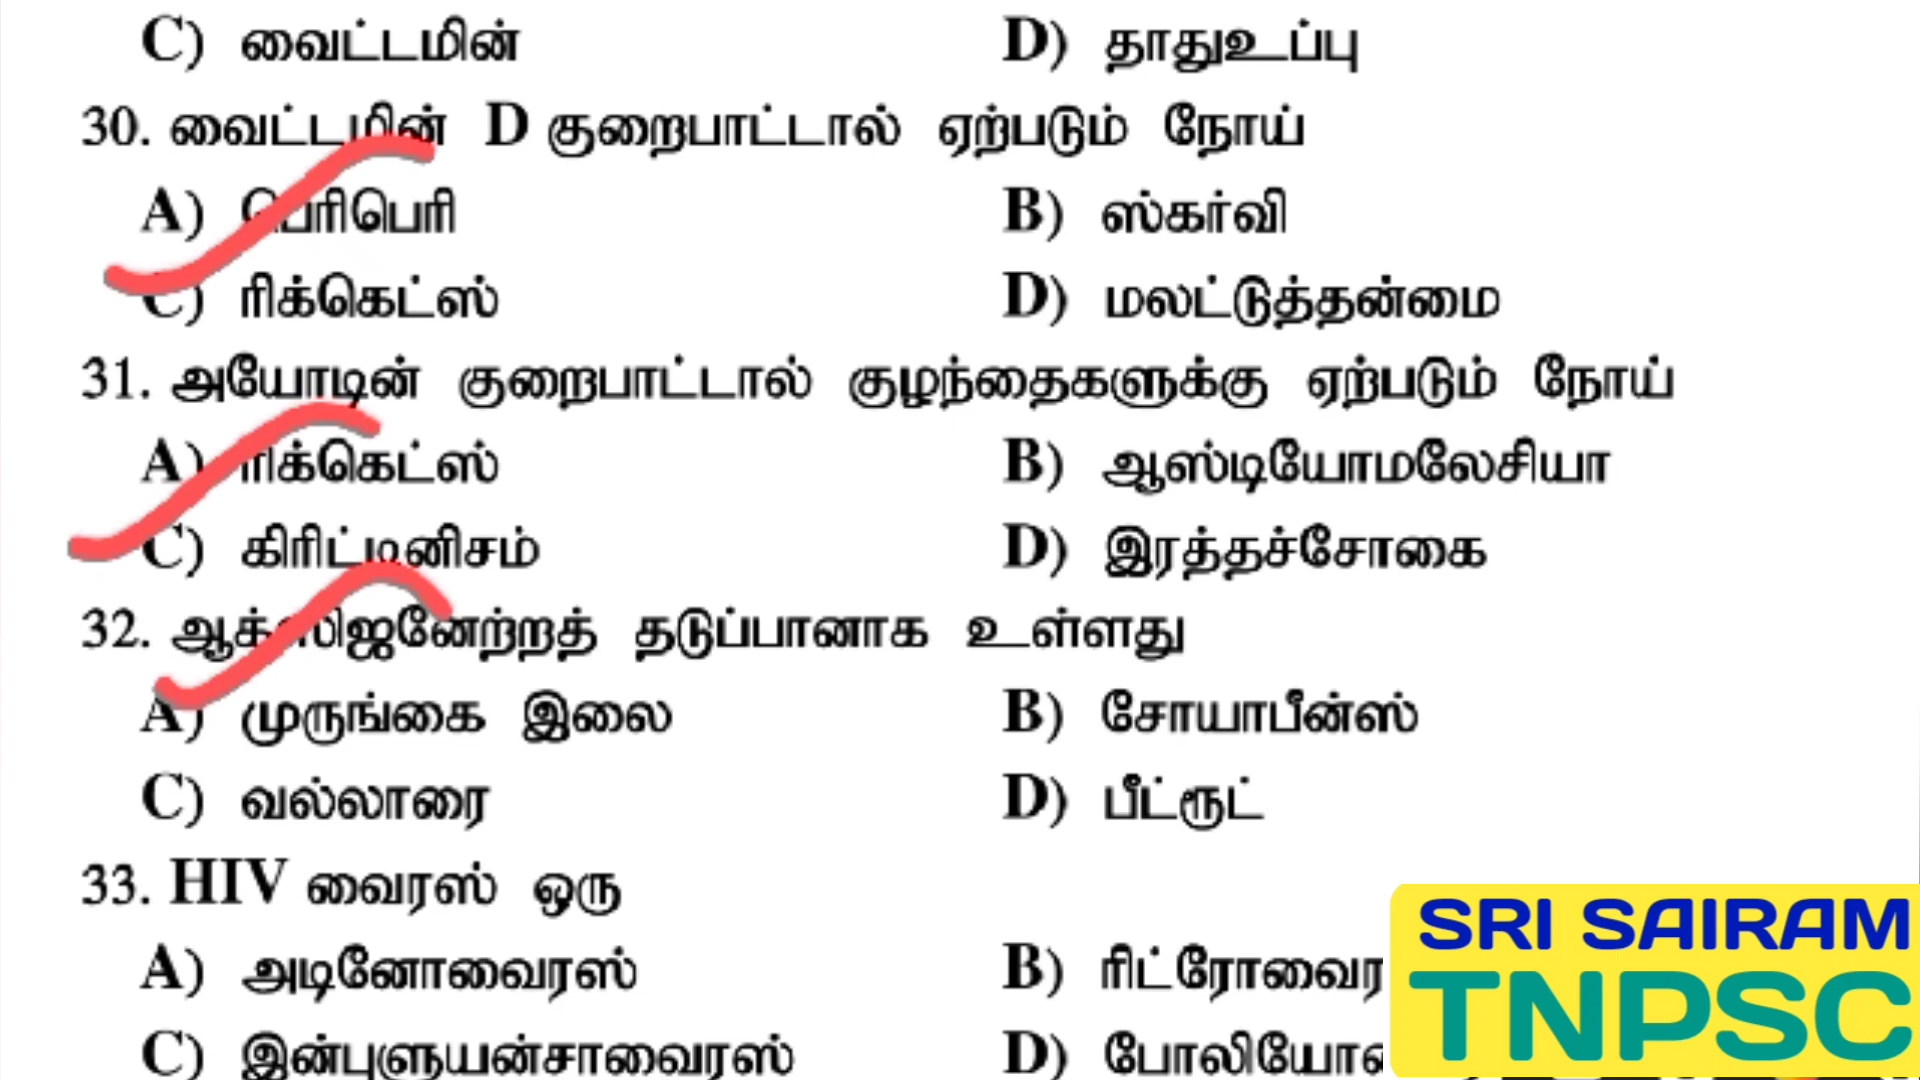 C) வைட்டமின் D) தாதுஉப்பு
30. வைட்டமின் D குறைபாட்டால் ஏற்படும் நோய்
A) பெரிபெரி B) ஸ்கர்வி
C) ரிக்கெட்ஸ் D) மலட்டுத்தன்மை
31. அயோடின் குறைபாட்டால் குழந்தைகளுக்கு ஏற்படும் நோய்
A) ரிக்கெட்ஸ் B) ஆஸ்டியோமலேசியா
C) கிரிட்டினிசம் D) இரத்தச்சோகை
32. ஆக்ஸிஜனேற்றத் தடுப்பானாக உள்ளது
A) முருங்கை இலை B) சோயாபீன்ஸ்
C) வல்லாரை D) பீட்ரூட்
33. HIV வைரஸ் ஒரு
A) அடினோவைரஸ் B) ரிட்ரோவைர
C) இன்புளுயன்சாவைரஸ் D) போலியோ
SRI SAIRAM
TNPSC